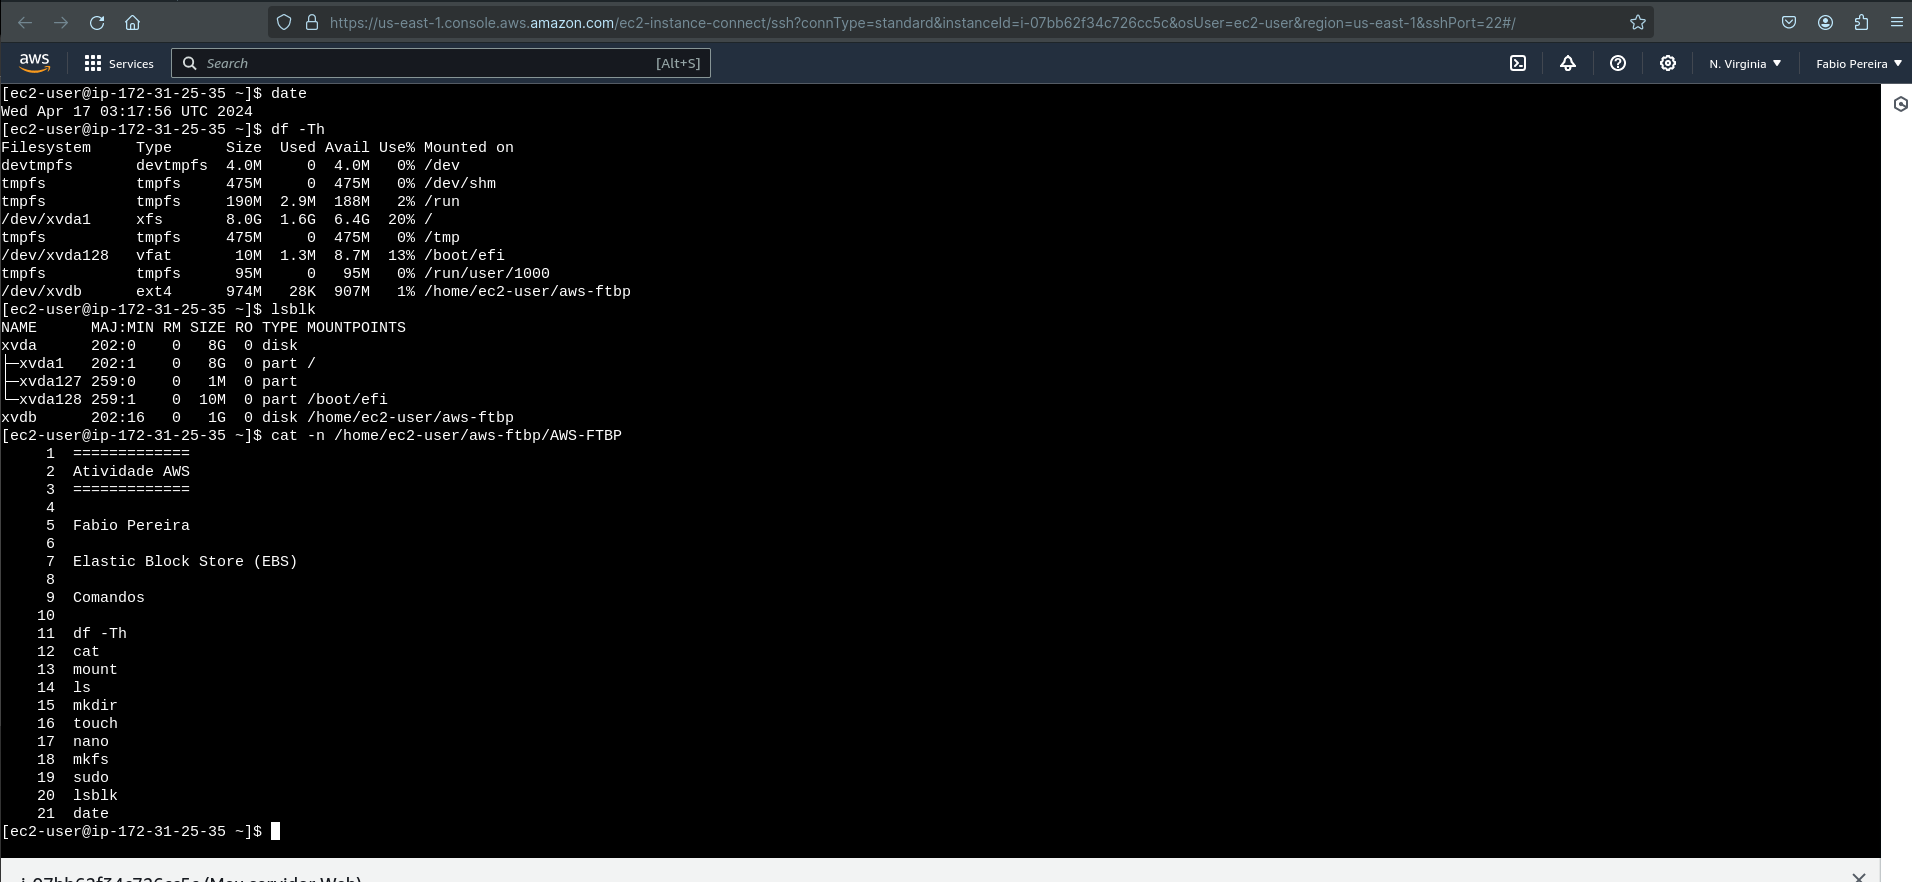 https://us-east-1.console.aws.amazon.com/ec2-instance-connect/ssh?connType=standard&instanceId=i-07bb62f34c726cc5c&osUser=ec2-user&region=us-east-1&sshPort=22#/
aws Services Search [Alt+S] N. Virginia Fabio Pereira
[ec2-user@ip-172-31-25-35 ~]$ date
Wed Apr 17 03:17:56 UTC 2024
[ec2-user@ip-172-31-25-35 ~]$ df -Th
Filesystem     Type      Size  Used Avail Use% Mounted on
devtmpfs       devtmpfs  4.0M     0  4.0M   0% /dev
tmpfs          tmpfs     475M     0  475M   0% /dev/shm
tmpfs          tmpfs     190M  2.9M  188M   2% /run
/dev/xvda1     xfs       8.0G  1.6G  6.4G  20% /
tmpfs          tmpfs     475M     0  475M   0% /tmp
/dev/xvda128   vfat       10M  1.3M  8.7M  13% /boot/efi
tmpfs          tmpfs      95M     0   95M   0% /run/user/1000
/dev/xvdb      ext4      974M   28K  907M   1% /home/ec2-user/aws-ftbp
[ec2-user@ip-172-31-25-35 ~]$ lsblk
NAME      MAJ:MIN RM SIZE RO TYPE MOUNTPOINTS
xvda      202:0    0   8G  0 disk
├─xvda1   202:1    0   8G  0 part /
├─xvda127 259:0    0   1M  0 part
└─xvda128 259:1    0  10M  0 part /boot/efi
xvdb      202:16   0   1G  0 disk /home/ec2-user/aws-ftbp
[ec2-user@ip-172-31-25-35 ~]$ cat -n /home/ec2-user/aws-ftbp/AWS-FTBP
     1  =============
     2  Atividade AWS
     3  =============
     4
     5  Fabio Pereira
     6
     7  Elastic Block Store (EBS)
     8
     9  Comandos
    10
    11  df -Th
    12  cat
    13  mount
    14  ls
    15  mkdir
    16  touch
    17  nano
    18  mkfs
    19  sudo
    20  lsblk
    21  date
[ec2-user@ip-172-31-25-35 ~]$
i-07bb62f34c726cc5c (Meu servidor Web)